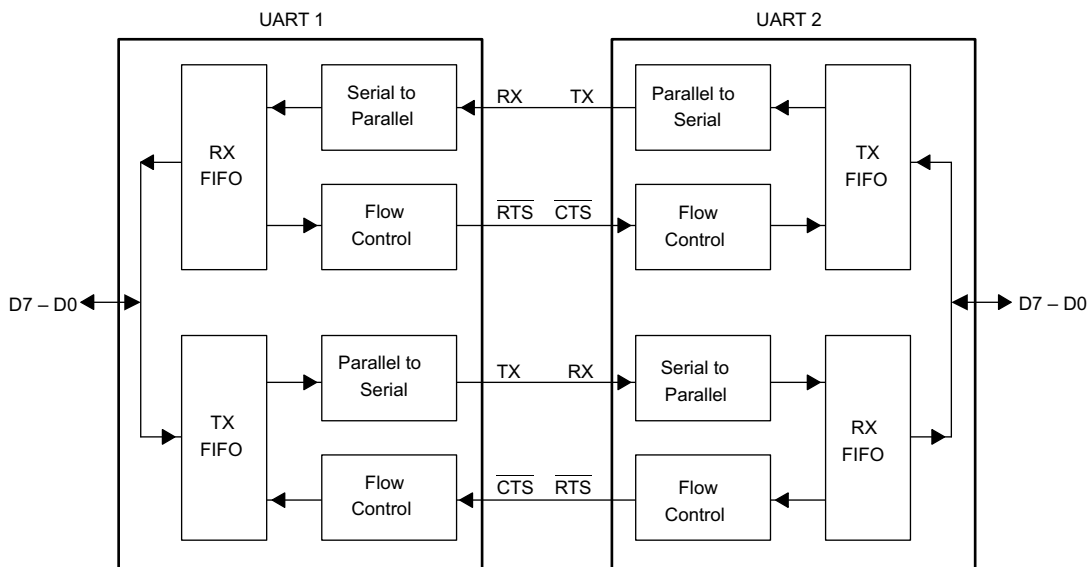 UART 1
UART 2
RX
FIFO
Serial to
Parallel
RX
TX
Parallel to
Serial
TX
FIFO
Flow
Control
RTS
CTS
Flow
Control
D7 – D0
D7 – D0
TX
FIFO
Parallel to
Serial
TX
RX
Serial to
Parallel
RX
FIFO
Flow
Control
CTS
RTS
Flow
Control